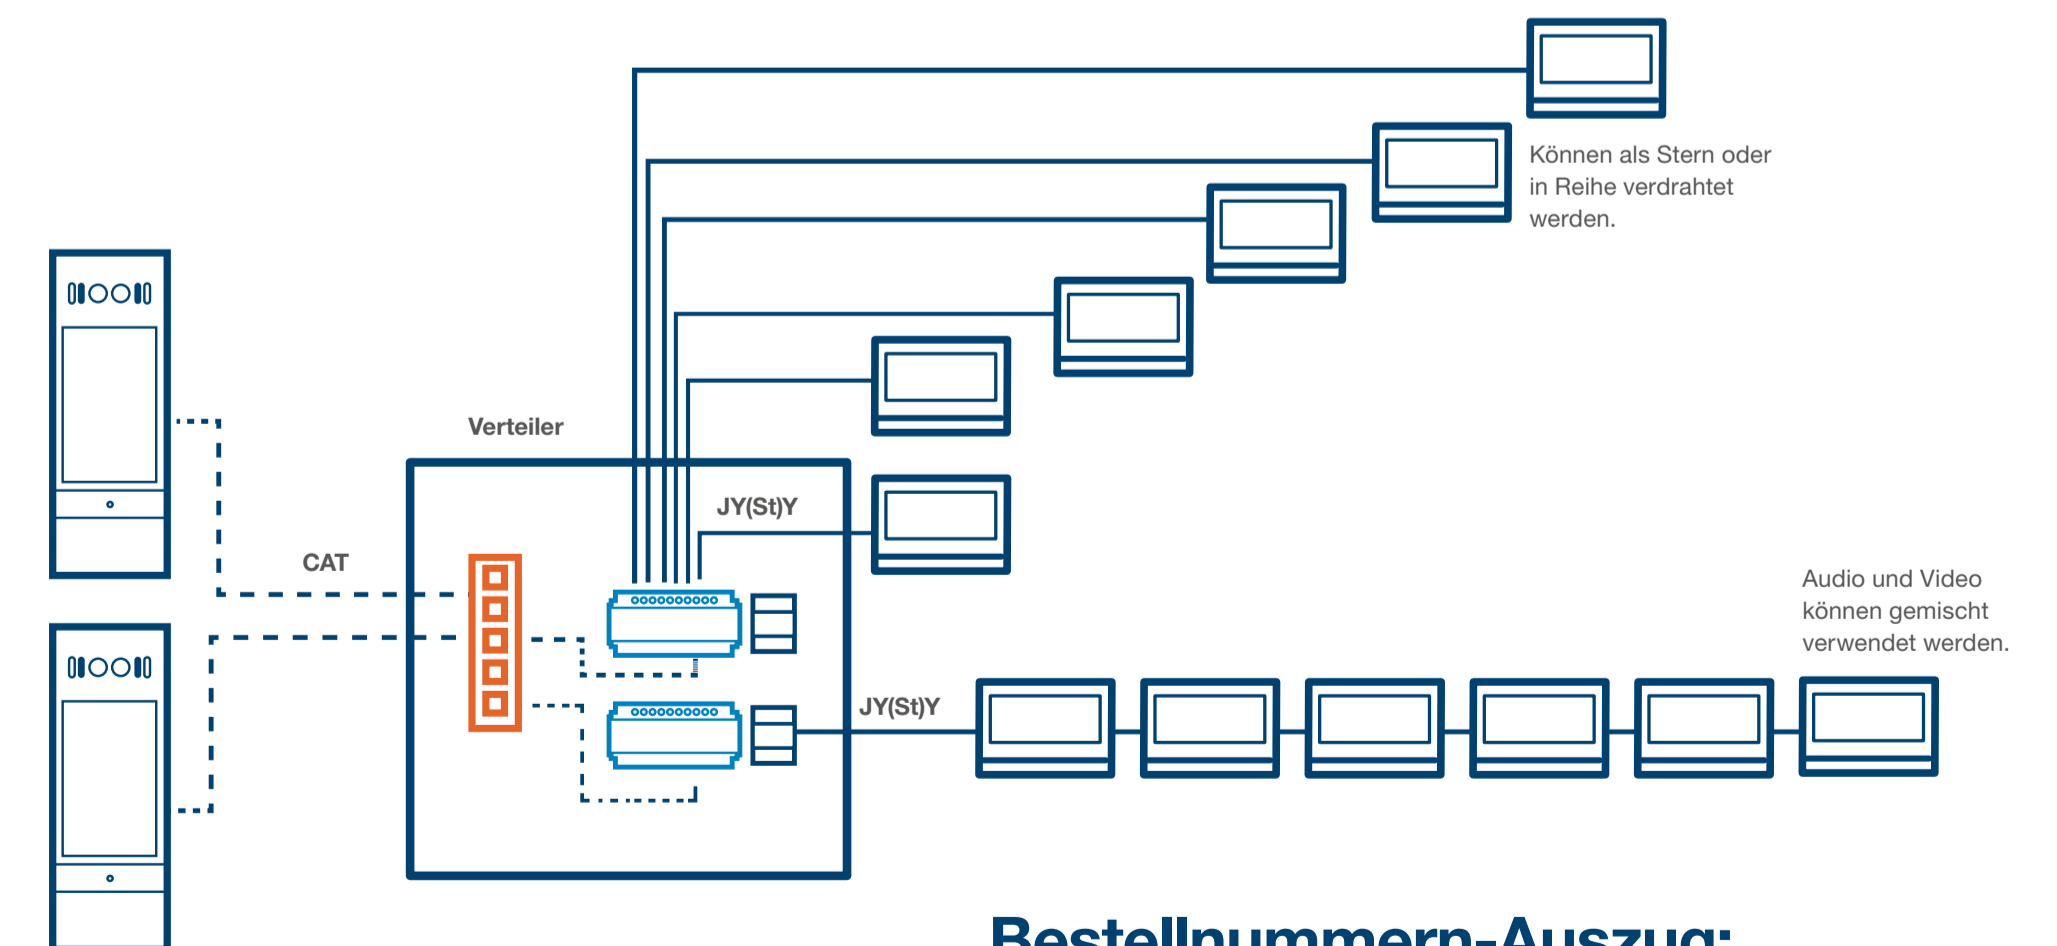 Können als Stern oder
in Reihe verdrahtet
werden.
Verteiler
JY(St)Y
CAT
Audio und Video
können gemischt
verwendet werden.
JY(St)Y
Bestellnummern-Auszug: